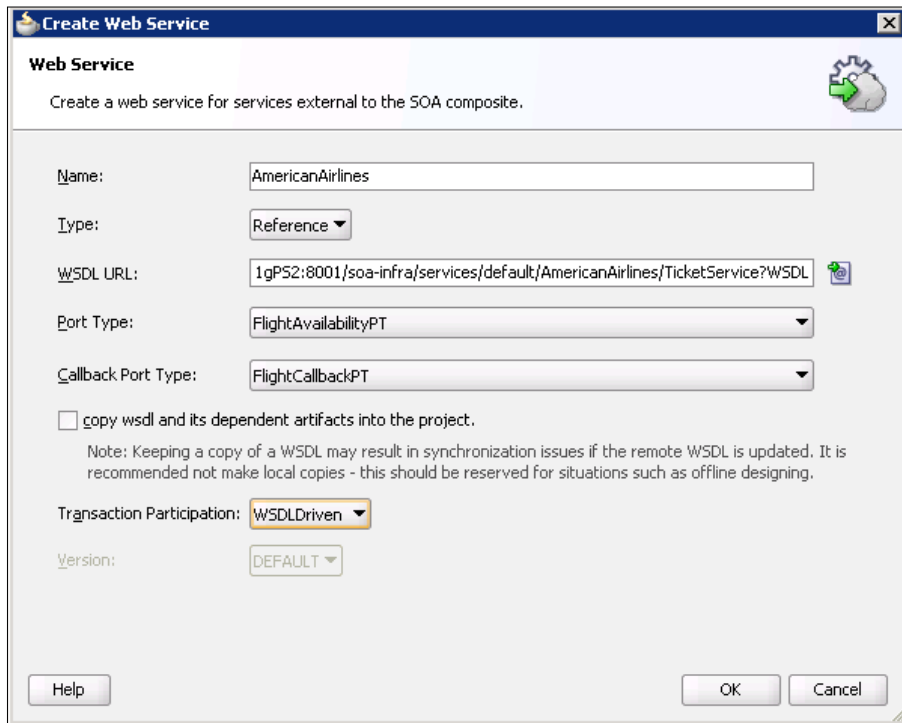 Create Web Service
Web Service
Create a web service for services external to the SOA composite.
Name: AmericanAirlines
Type: Reference
WSDL URL: 1gPS2:8001/soa-infra/services/default/AmericanAirlines/TicketService?WSDL
Port Type: FlightAvailabilityPT
Callback Port Type: FlightCallbackPT
copy wsdl and its dependent artifacts into the project.
Note: Keeping a copy of a WSDL may result in synchronization issues if the remote WSDL is updated. It is
recommended not make local copies - this should be reserved for situations such as offline designing.
Transaction Participation: WSDLDriven
Version: DEFAULT
Help OK Cancel